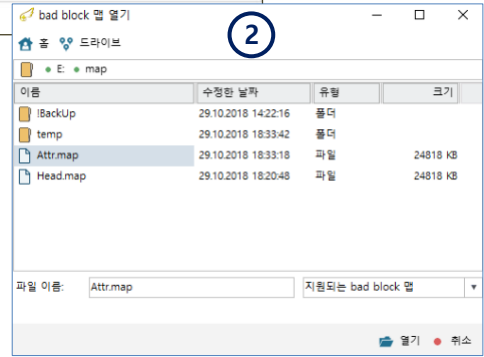 bad block 맵 열기
2
홈 드라이브
E: map
이름 수정한 날짜 유형 크기
!BackUp 29.10.2018 14:22:16 폴더
temp 29.10.2018 18:33:42 폴더
Attr.map 29.10.2018 18:33:18 파일 24818 KB
Head.map 29.10.2018 18:20:48 파일 24818 KB
파일 이름: Attr.map 지원되는 bad block 맵
열기 취소